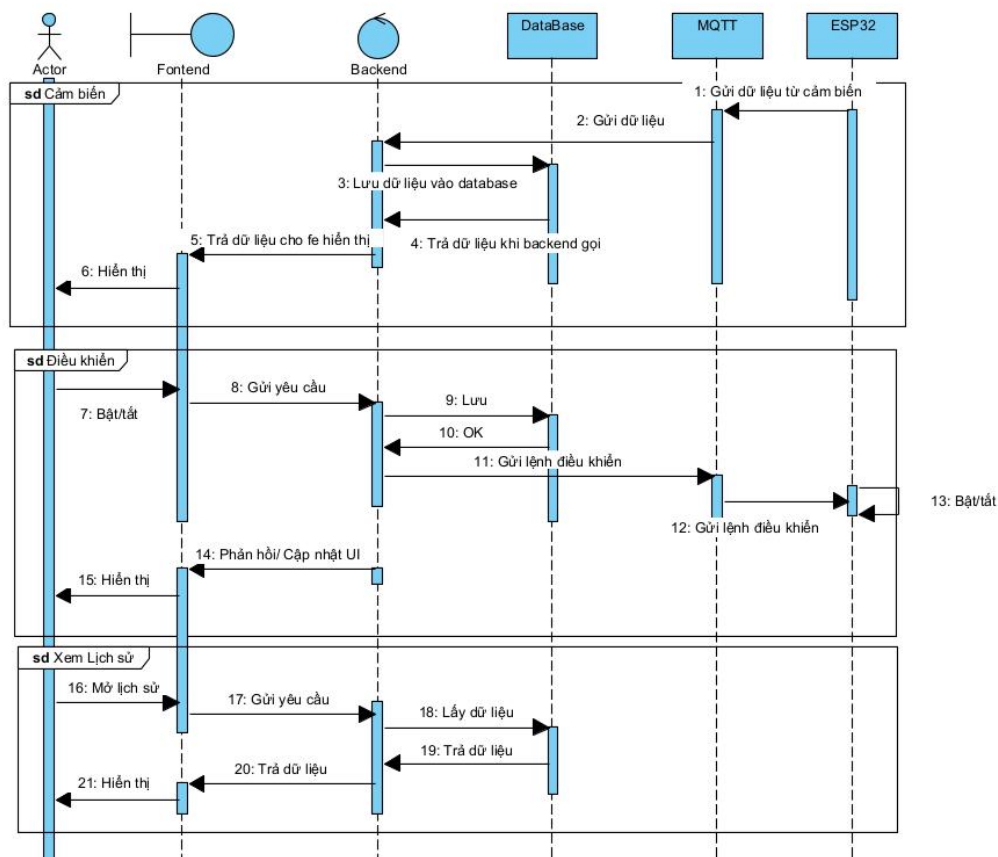 Actor
Fontend
Backend
DataBase
MQTT
ESP32
sd Cảm biến
1: Gửi dữ liệu từ cảm biến
2: Gửi dữ liệu
3: Lưu dữ liệu vào database
4: Trả dữ liệu khi backend gọi
5: Trả dữ liệu cho fe hiển thị
6: Hiển thị
sd Điều khiển
7: Bật/tắt
8: Gửi yêu cầu
9: Lưu
10: OK
11: Gửi lệnh điều khiển
12: Gửi lệnh điều khiển
13: Bật/tắt
14: Phản hồi/ Cập nhật UI
15: Hiển thị
sd Xem Lịch sử
16: Mở lịch sử
17: Gửi yêu cầu
18: Lấy dữ liệu
19: Trả dữ liệu
20: Trả dữ liệu
21: Hiển thị